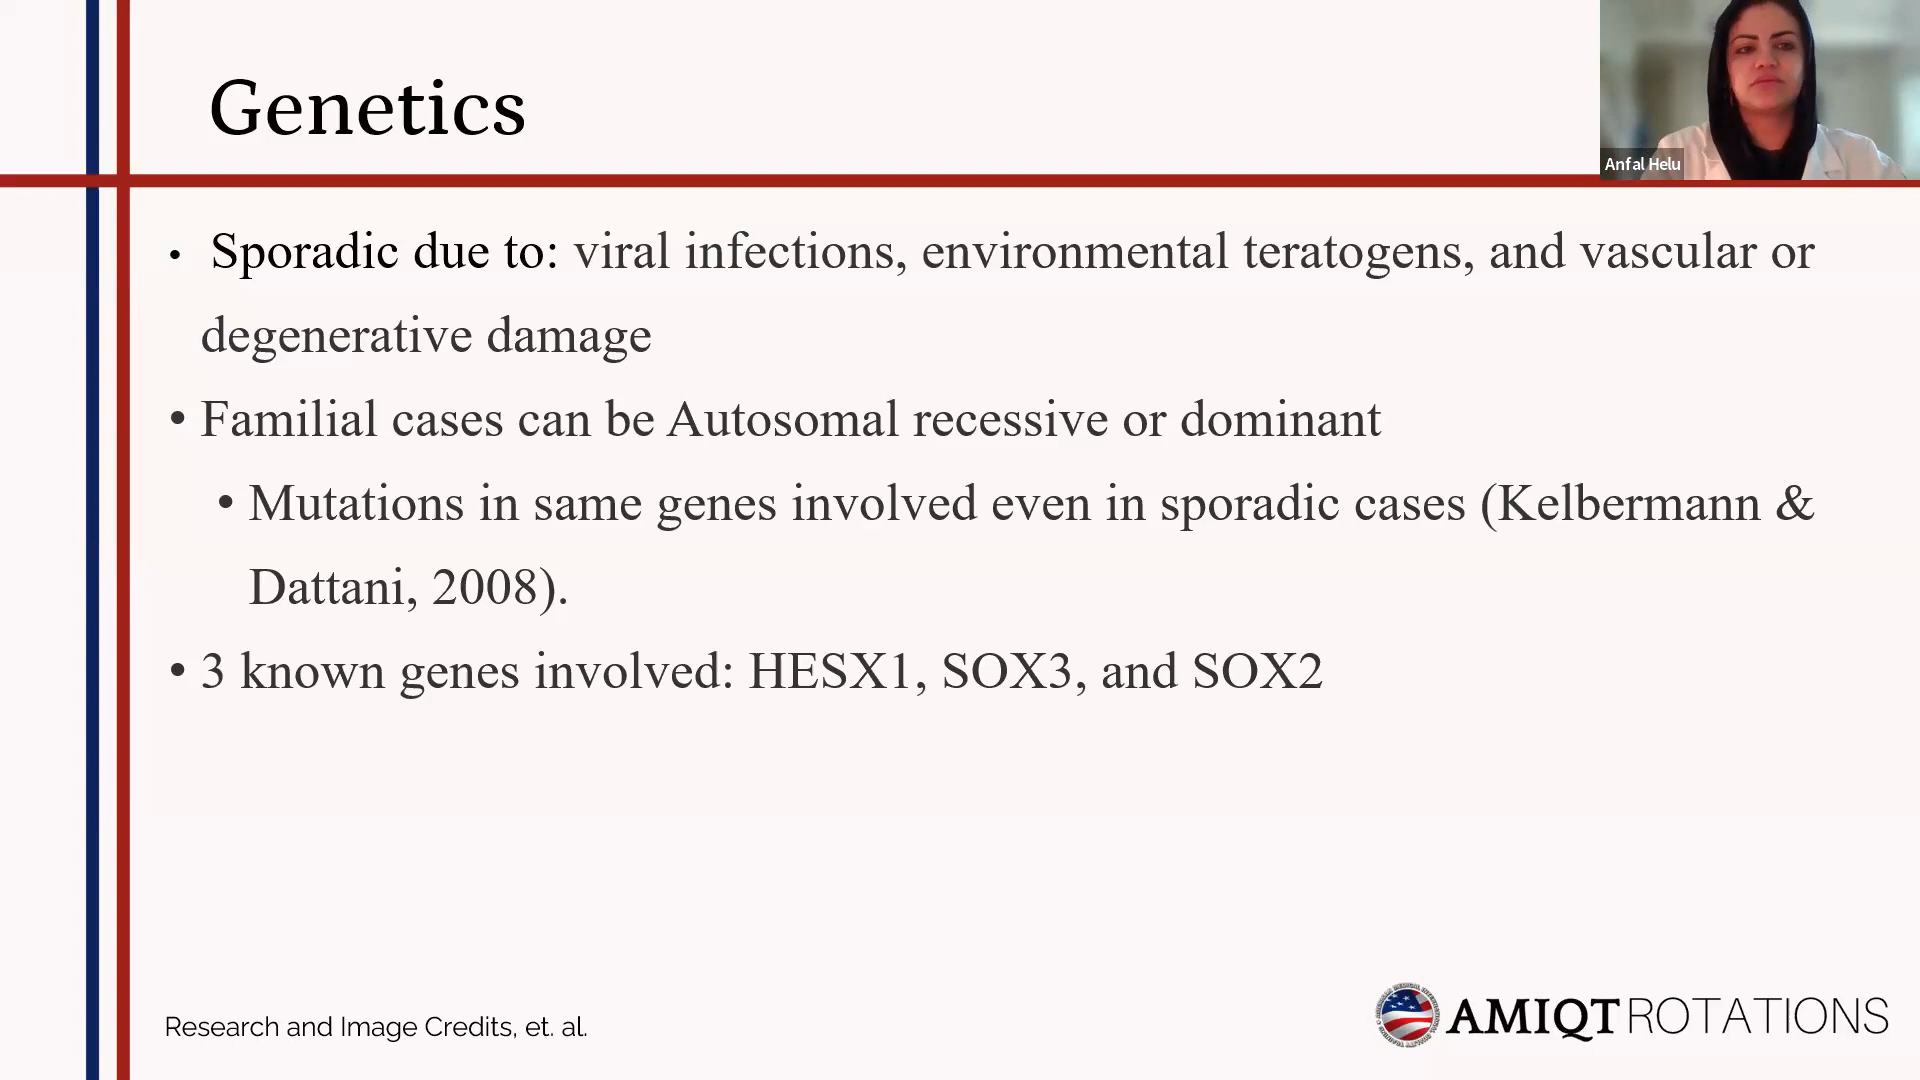 Genetics
Anfal Helu
• Sporadic due to: viral infections, environmental teratogens, and vascular or
degenerative damage
• Familial cases can be Autosomal recessive or dominant
• Mutations in same genes involved even in sporadic cases (Kelbermann &
Dattani, 2008).
• 3 known genes involved: HESX1, SOX3, and SOX2
Research and Image Credits, et. al.
AMIQT ROTATIONS